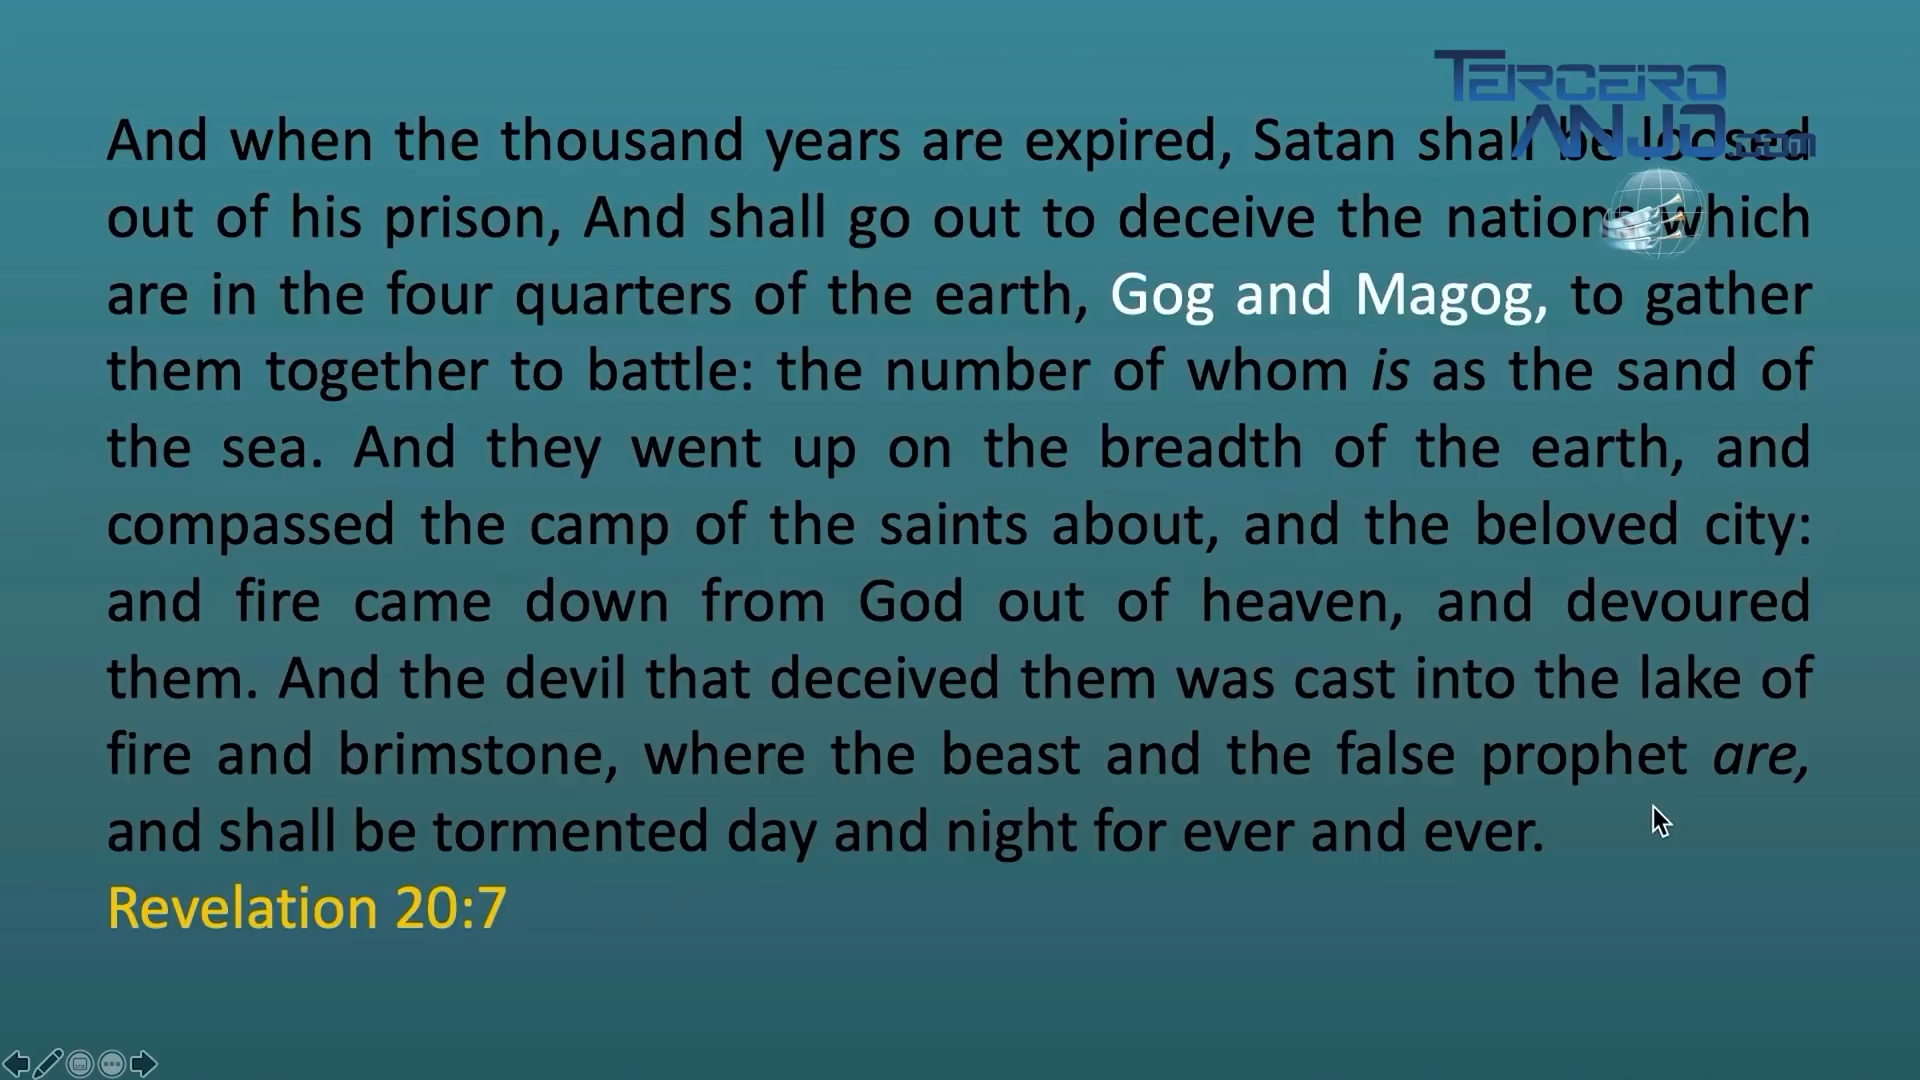 TERCEIRO
ANJO.com
And when the thousand years are expired, Satan shall be loosed
out of his prison, And shall go out to deceive the nations which
are in the four quarters of the earth, Gog and Magog, to gather
them together to battle: the number of whom is as the sand of
the sea. And they went up on the breadth of the earth, and
compassed the camp of the saints about, and the beloved city:
and fire came down from God out of heaven, and devoured
them. And the devil that deceived them was cast into the lake of
fire and brimstone, where the beast and the false prophet are,
and shall be tormented day and night for ever and ever.
Revelation 20:7